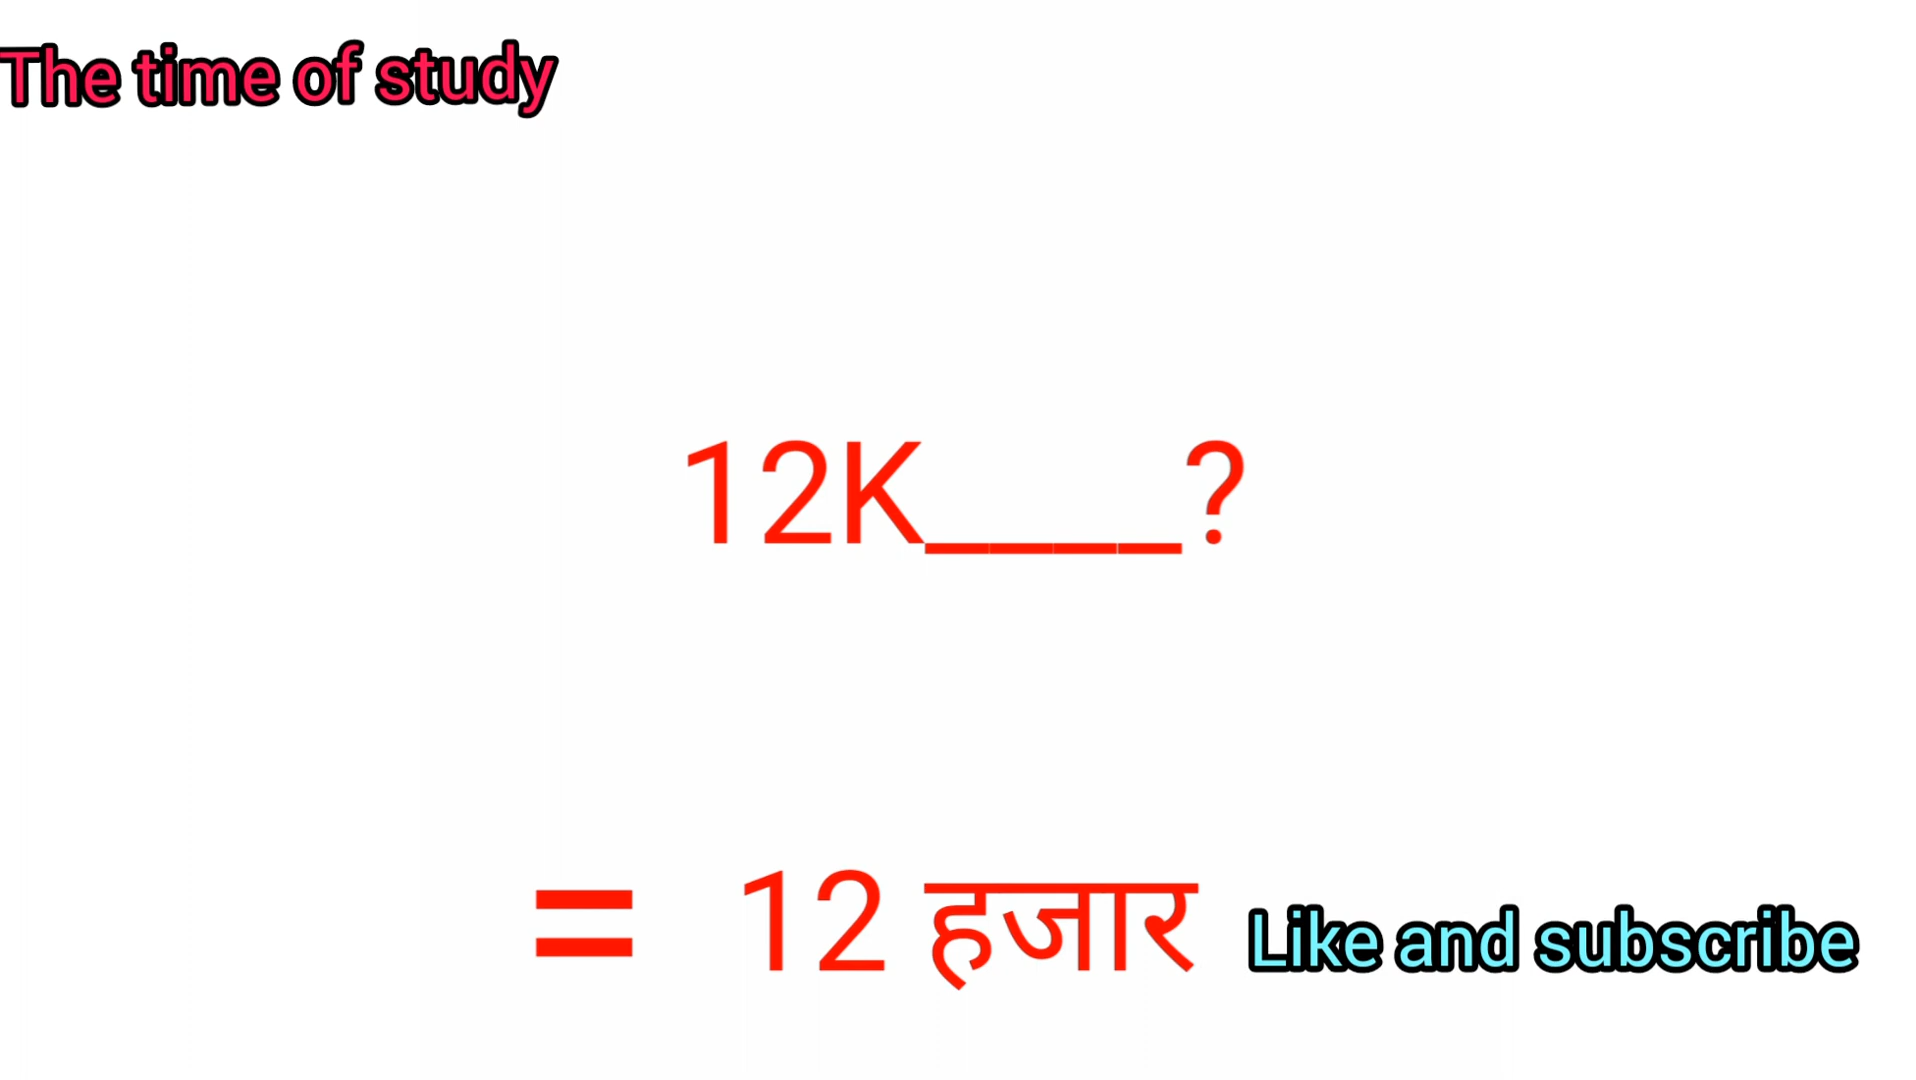 The time of study
12K____?
= 12 हजार
Like and subscribe